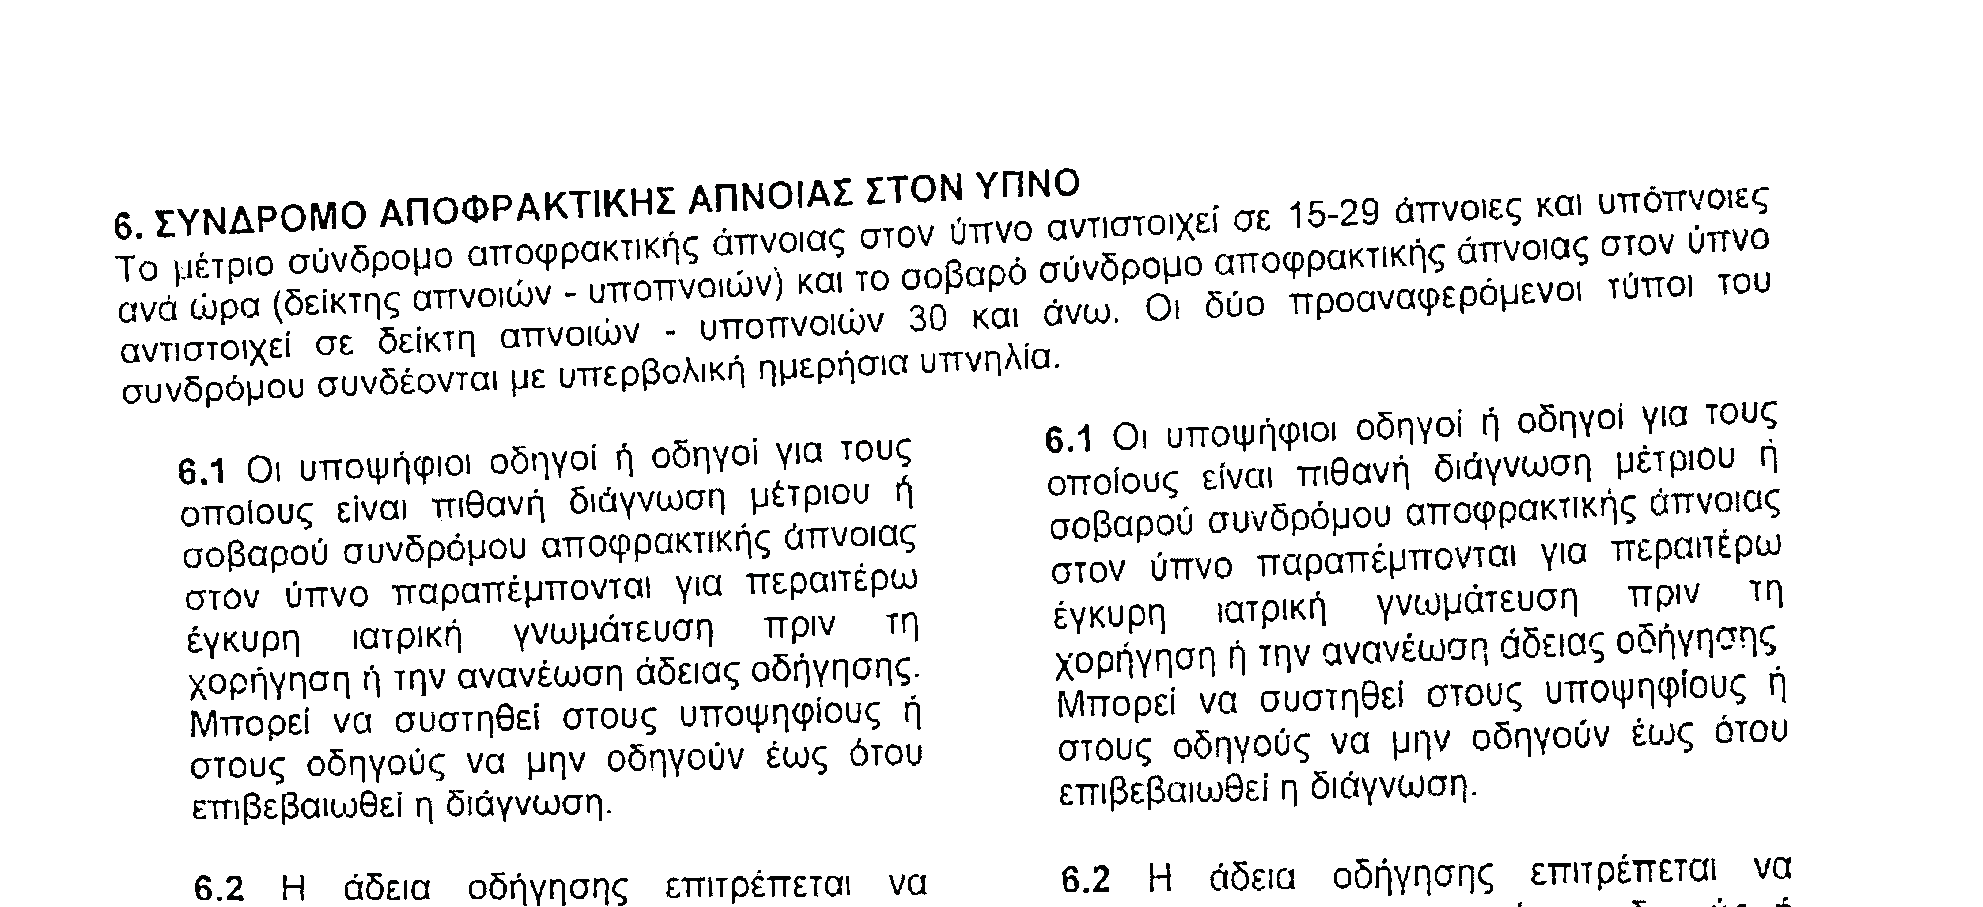 6. ΣΥΝΔΡΟΜΟ ΑΠΟΦΡΑΚΤΙΚΗΣ ΑΠΝΟΙΑΣ ΣΤΟΝ ΥΠΝΟ
Το μέτριο σύνδρομο αποφρακτικής άπνοιας στον ύπνο αντιστοιχεί σε 15-29 άπνοιες και υπόπνοιες
ανά ώρα (δείκτης απνοιών - υποπνοιών) και το σοβαρό σύνδρομο αποφρακτικής άπνοιας στον ύπνο
αντιστοιχεί σε δείκτη απνοιών - υποπνοιών 30 και άνω. Οι δύο προαναφερόμενοι τύποι του
συνδρόμου συνδέονται με υπερβολική ημερήσια υπνηλία.
6.1 Οι υποψήφιοι οδηγοί ή οδηγοί για τους
οποίους είναι πιθανή διάγνωση μέτριου ή
σοβαρού συνδρόμου αποφρακτικής άπνοιας
στον ύπνο παραπέμπονται για περαιτέρω
έγκυρη ιατρική γνωμάτευση πριν τη
χορήγηση ή την ανανέωση άδειας οδήγησης.
Μπορεί να συστηθεί στους υποψηφίους ή
στους οδηγούς να μην οδηγούν έως ότου
επιβεβαιωθεί η διάγνωση.
6.2 Η άδεια οδήγησης επιτρέπεται να
6.1 Οι υποψήφιοι οδηγοί ή οδηγοί για τους
οποίους είναι πιθανή διάγνωση μέτριου ή
σοβαρού συνδρόμου αποφρακτικής άπνοιας
στον ύπνο παραπέμπονται για περαιτέρω
έγκυρη ιατρική γνωμάτευση πριν τη
χορήγηση ή την ανανέωση άδειας οδήγησης
Μπορεί να συστηθεί στους υποψηφίους ή
στους οδηγούς να μην οδηγούν έως ότου
επιβεβαιωθεί η διάγνωση.
6.2 Η άδεια οδήγησης επιτρέπεται να